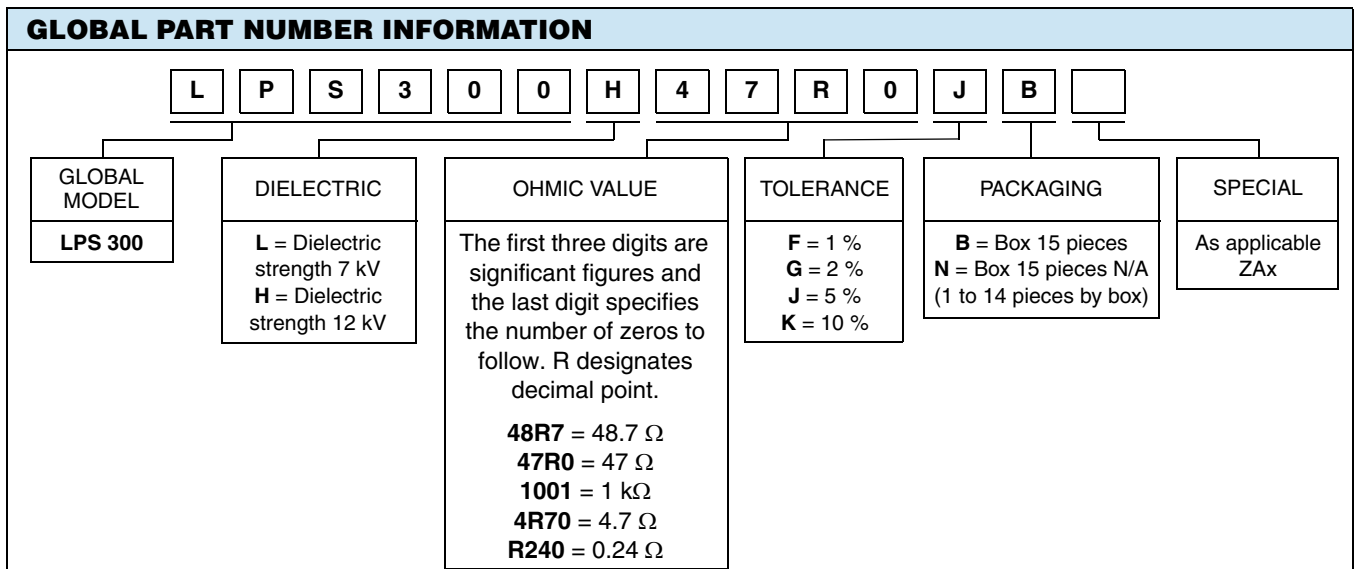 GLOBAL PART NUMBER INFORMATION
L P S 3 0 0 H 4 7 R 0 J B
GLOBAL
MODEL
LPS 300
DIELECTRIC
L = Dielectric
strength 7 kV
H = Dielectric
strength 12 kV
OHMIC VALUE
The first three digits are
significant figures and
the last digit specifies
the number of zeros to
follow. R designates
decimal point.
48R7 = 48.7 Ω
47R0 = 47 Ω
1001 = 1 kΩ
4R70 = 4.7 Ω
R240 = 0.24 Ω
TOLERANCE
F = 1 %
G = 2 %
J = 5 %
K = 10 %
PACKAGING
B = Box 15 pieces
N = Box 15 pieces N/A
(1 to 14 pieces by box)
SPECIAL
As applicable
ZAx